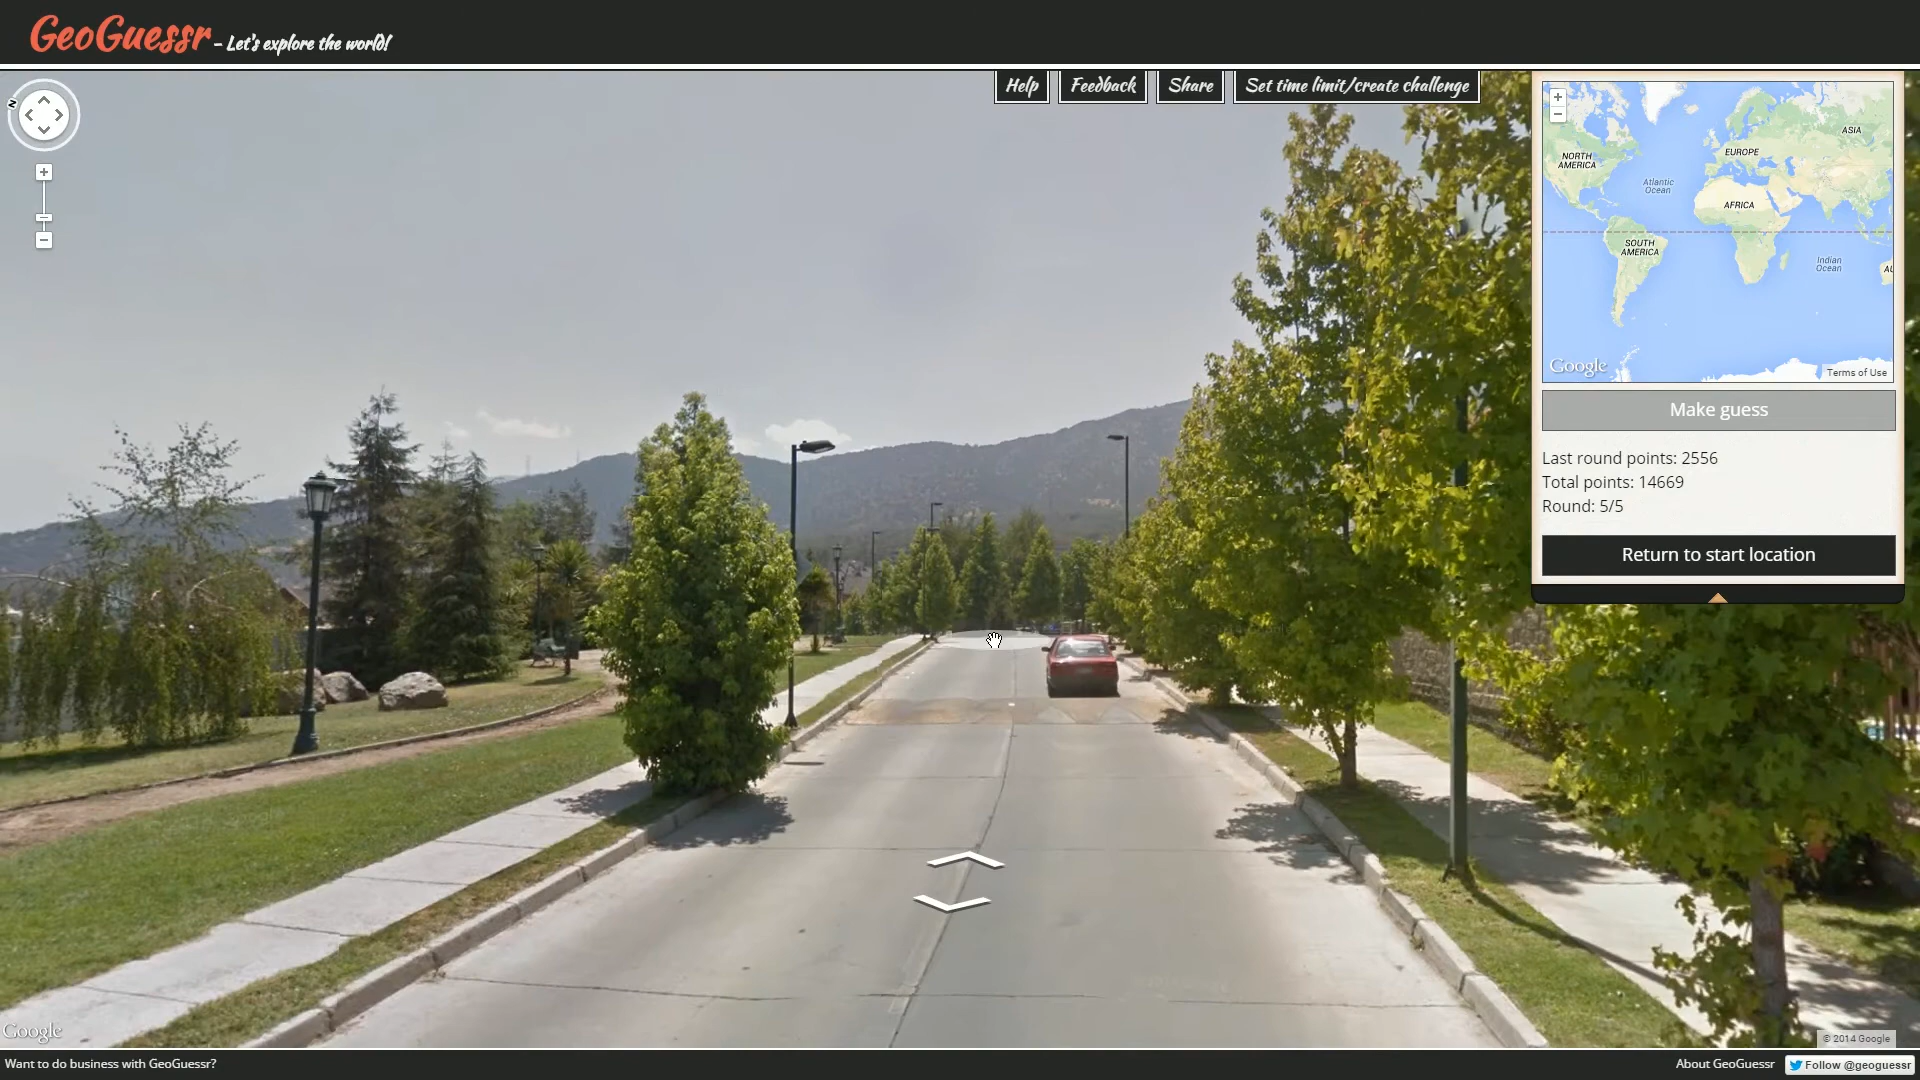 GeoGuessr - Let's explore the world!
Help
Feedback
Share
Set time limit/create challenge
N
NORTH
AMERICA
Atlantic
Ocean
EUROPE
ASIA
AFRICA
SOUTH
AMERICA
Indian
Ocean
AU
Google
Terms of Use
Make guess
Last round points: 2556
Total points: 14669
Round: 5/5
Return to start location
Google
© 2014 Google
Want to do business with GeoGuessr?
About GeoGuessr
Follow @geoguessr